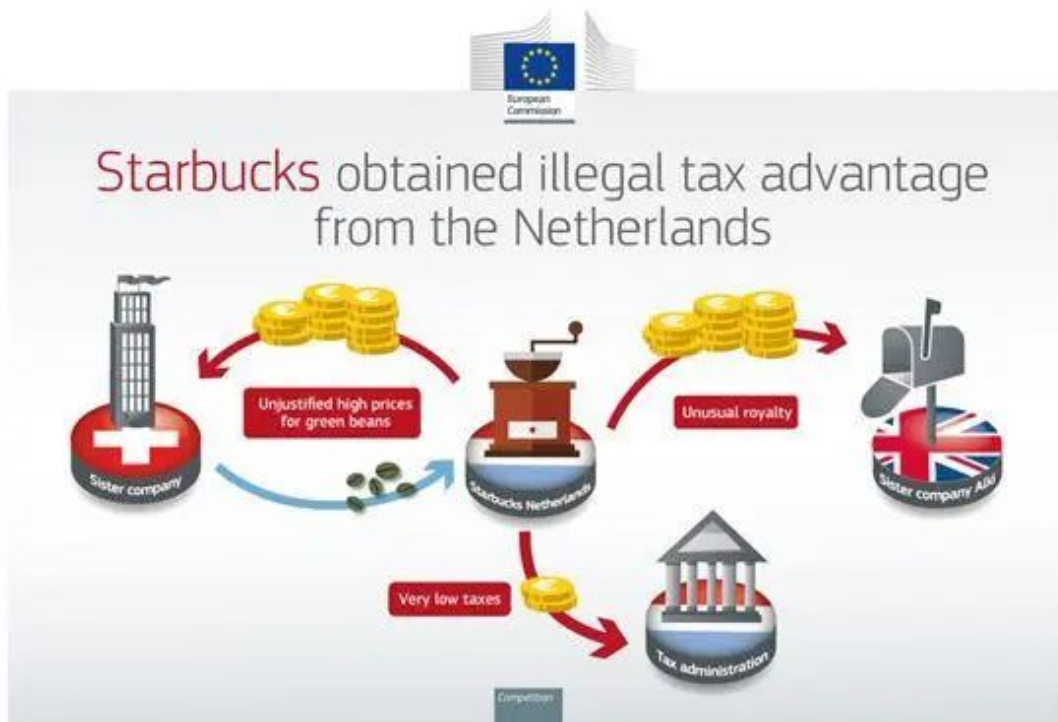 European
Commission
Starbucks obtained illegal tax advantage
from the Netherlands
Unjustified high prices
for green beans
Unusual royalty
Sister company
Starbucks Netherlands
Sister company Alki
Very low taxes
Tax administration
Competition